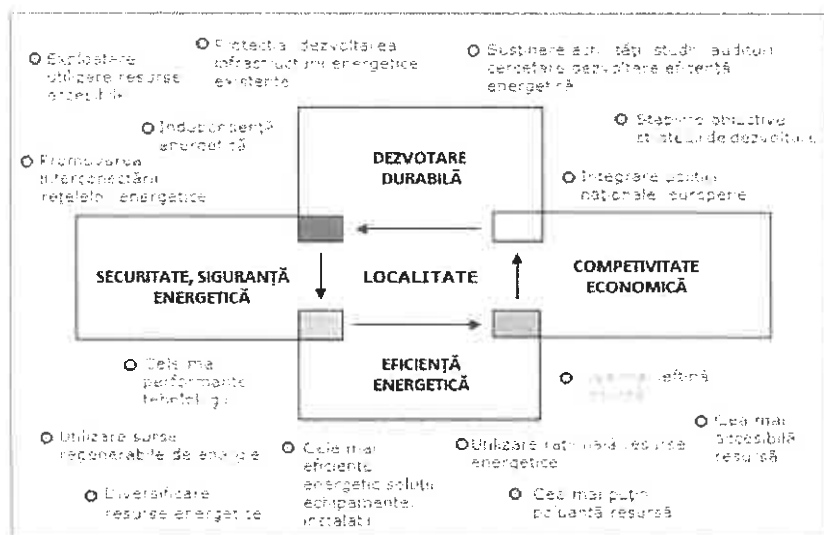 Exploatare
utilizare resurse
accesibile
Protecția dezvoltarea
infrastructurii energetice
existente
Susținere activități studii audituri
cercetare dezvoltare eficență
energetică
Independență
energetică
Stabilire obiective
strategii de dezvoltare
Promovarea
interconectării
rețelelor energetice
DEZVOTARE
DURABILĂ
Integrare politici
naționale europene
SECURITATE, SIGURANȚĂ
ENERGETICĂ
LOCALITATE
COMPETIVITATE
ECONOMICĂ
EFICIENȚĂ
ENERGETICĂ
Cele mai
performante
tehnologii
ieftină
Cea mai
accesibilă
resursă
Utilizare surse
regenerabile de energie
Cele mai
eficiente
energetic soluții
echipamente,
instalații
Utilizare rațională resurse
energetice
Diversificare
resurse energetice
Cea mai puțin
poluantă resursă